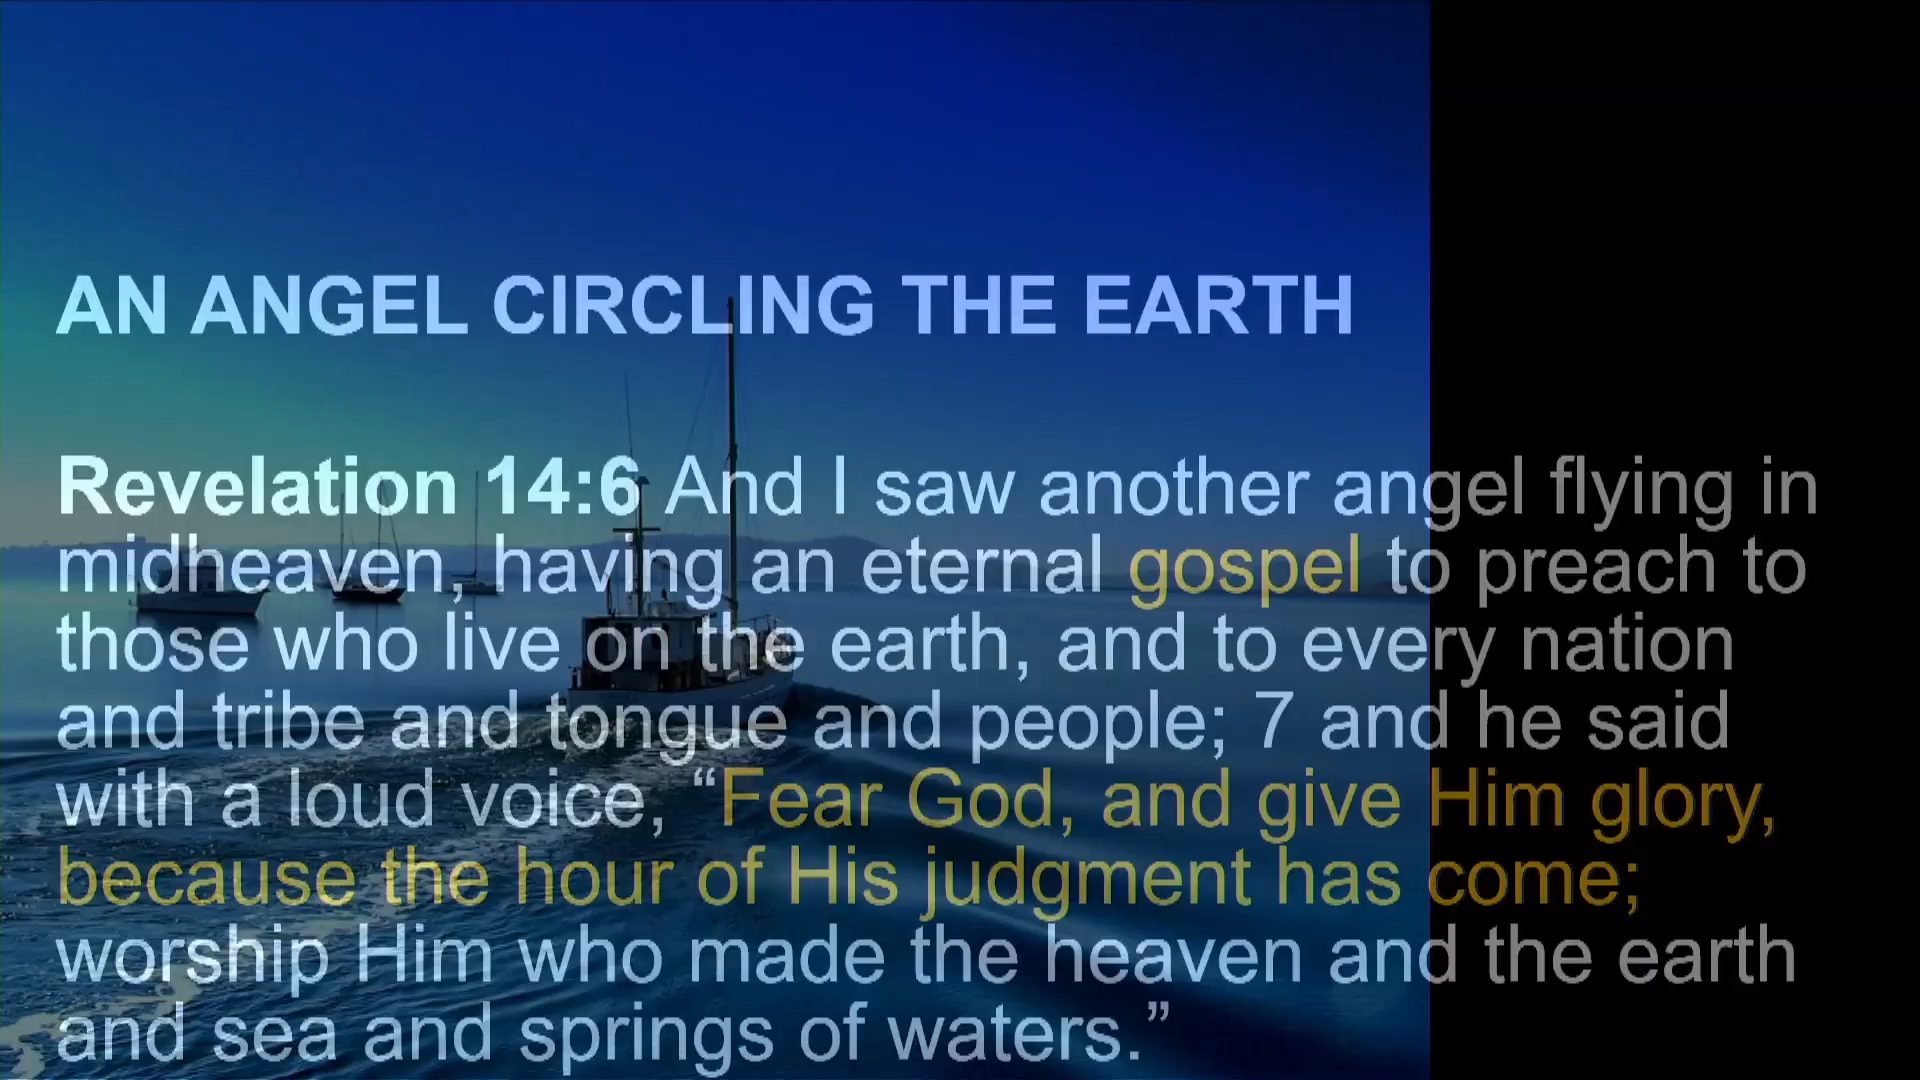 AN ANGEL CIRCLING THE EARTH
Revelation 14:6 And I saw another angel flying in
midheaven, having an eternal gospel to preach to
those who live on the earth, and to every nation
and tribe and tongue and people; 7 and he said
with a loud voice, “Fear God, and give Him glory,
because the hour of His judgment has come;
worship Him who made the heaven and the earth
and sea and springs of waters.”